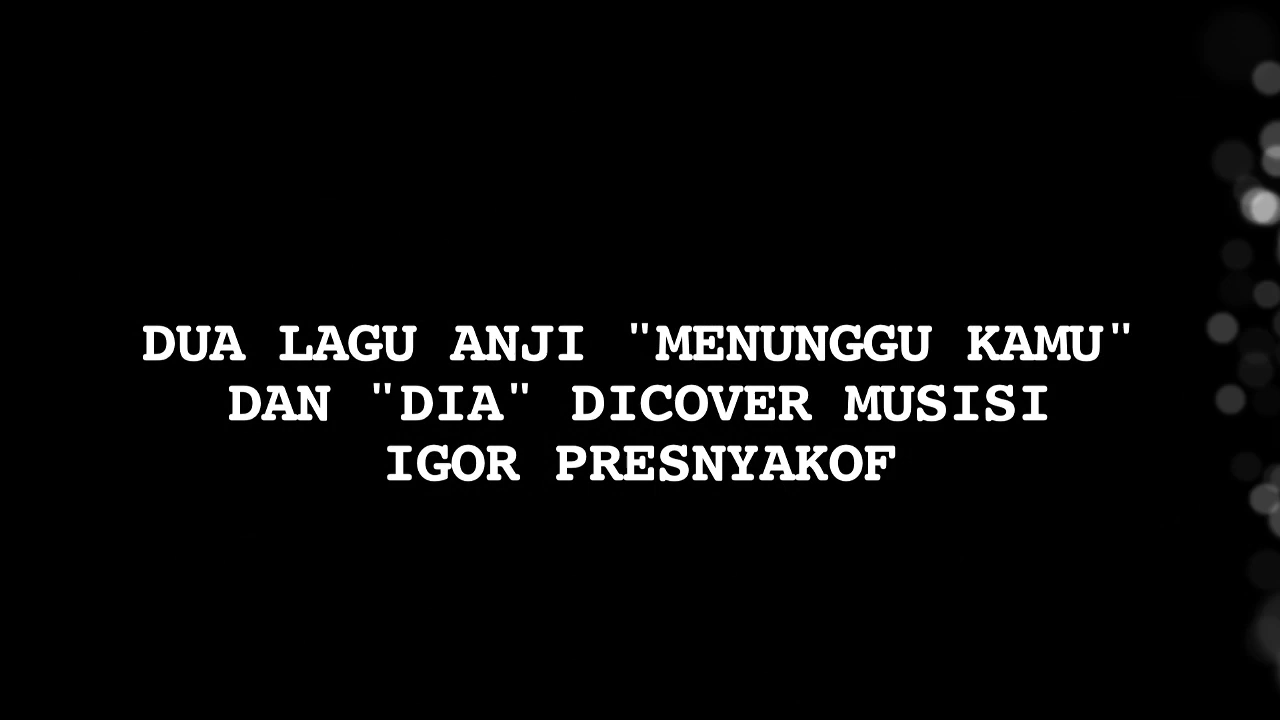 DUA LAGU ANJI "MENUNGGU KAMU"
DAN "DIA" DICOVER MUSISI
IGOR PRESNYAKOF